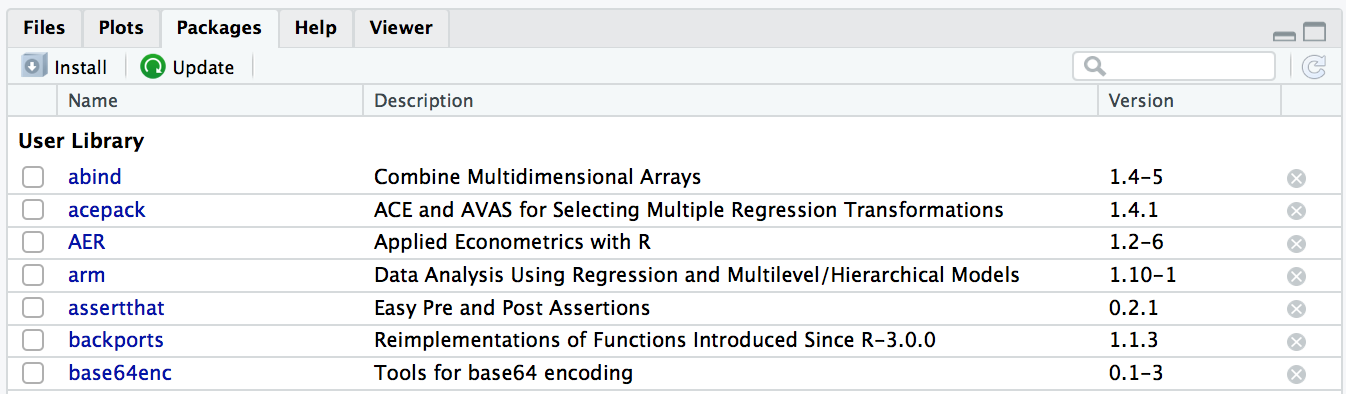 Files Plots Packages Help Viewer
Install Update
Name Description Version
User Library
abind Combine Multidimensional Arrays 1.4-5
acepack ACE and AVAS for Selecting Multiple Regression Transformations 1.4.1
AER Applied Econometrics with R 1.2-6
arm Data Analysis Using Regression and Multilevel/Hierarchical Models 1.10-1
assertthat Easy Pre and Post Assertions 0.2.1
backports Reimplementations of Functions Introduced Since R-3.0.0 1.1.3
base64enc Tools for base64 encoding 0.1-3